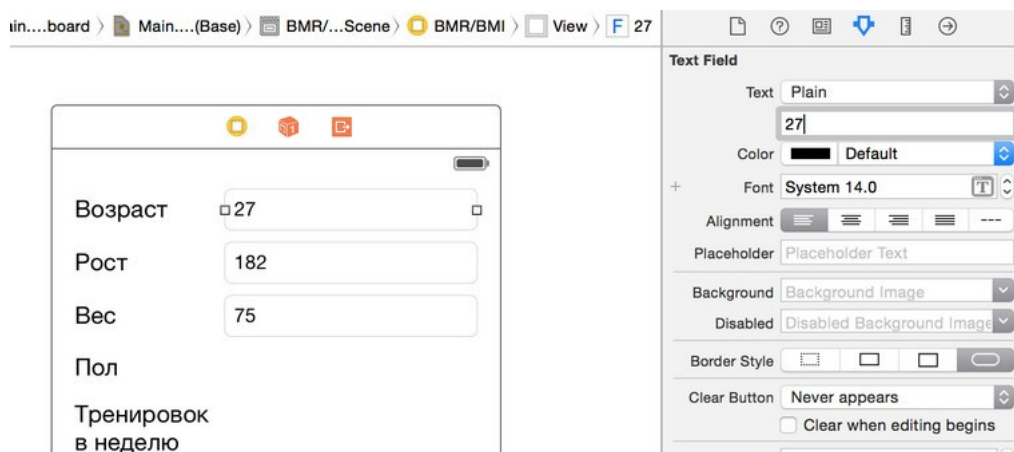 in....board 〉 Main....(Base) 〉 BMR/...Scene 〉 BMR/BMI 〉 View 〉 F 27
Text Field
Text Plain
27
Color Default
+ Font System 14.0 T
Alignment ---
Placeholder Placeholder Text
Background Background Image
Disabled Disabled Background Image
Border Style
Clear Button Never appears
Clear when editing begins
Возраст 27
Рост 182
Вес 75
Пол
Тренировок
в неделю